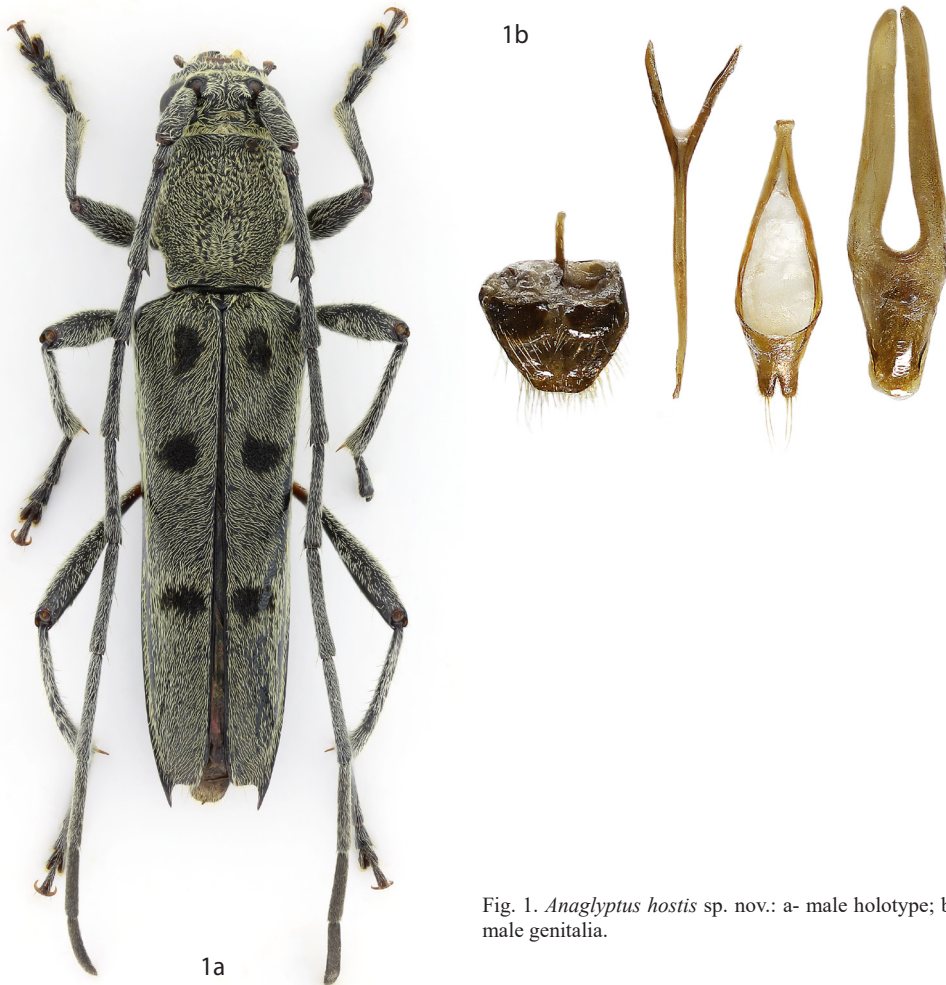 1b
1a
Fig. 1. Anaglyptus hostis sp. nov.: a- male holotype; b
male genitalia.